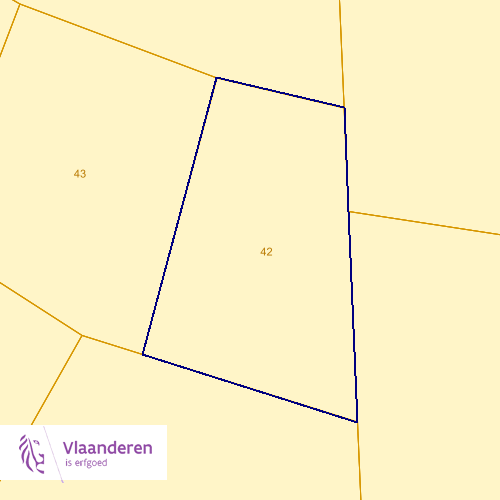 43
42
Vlaanderen
is erfgoed